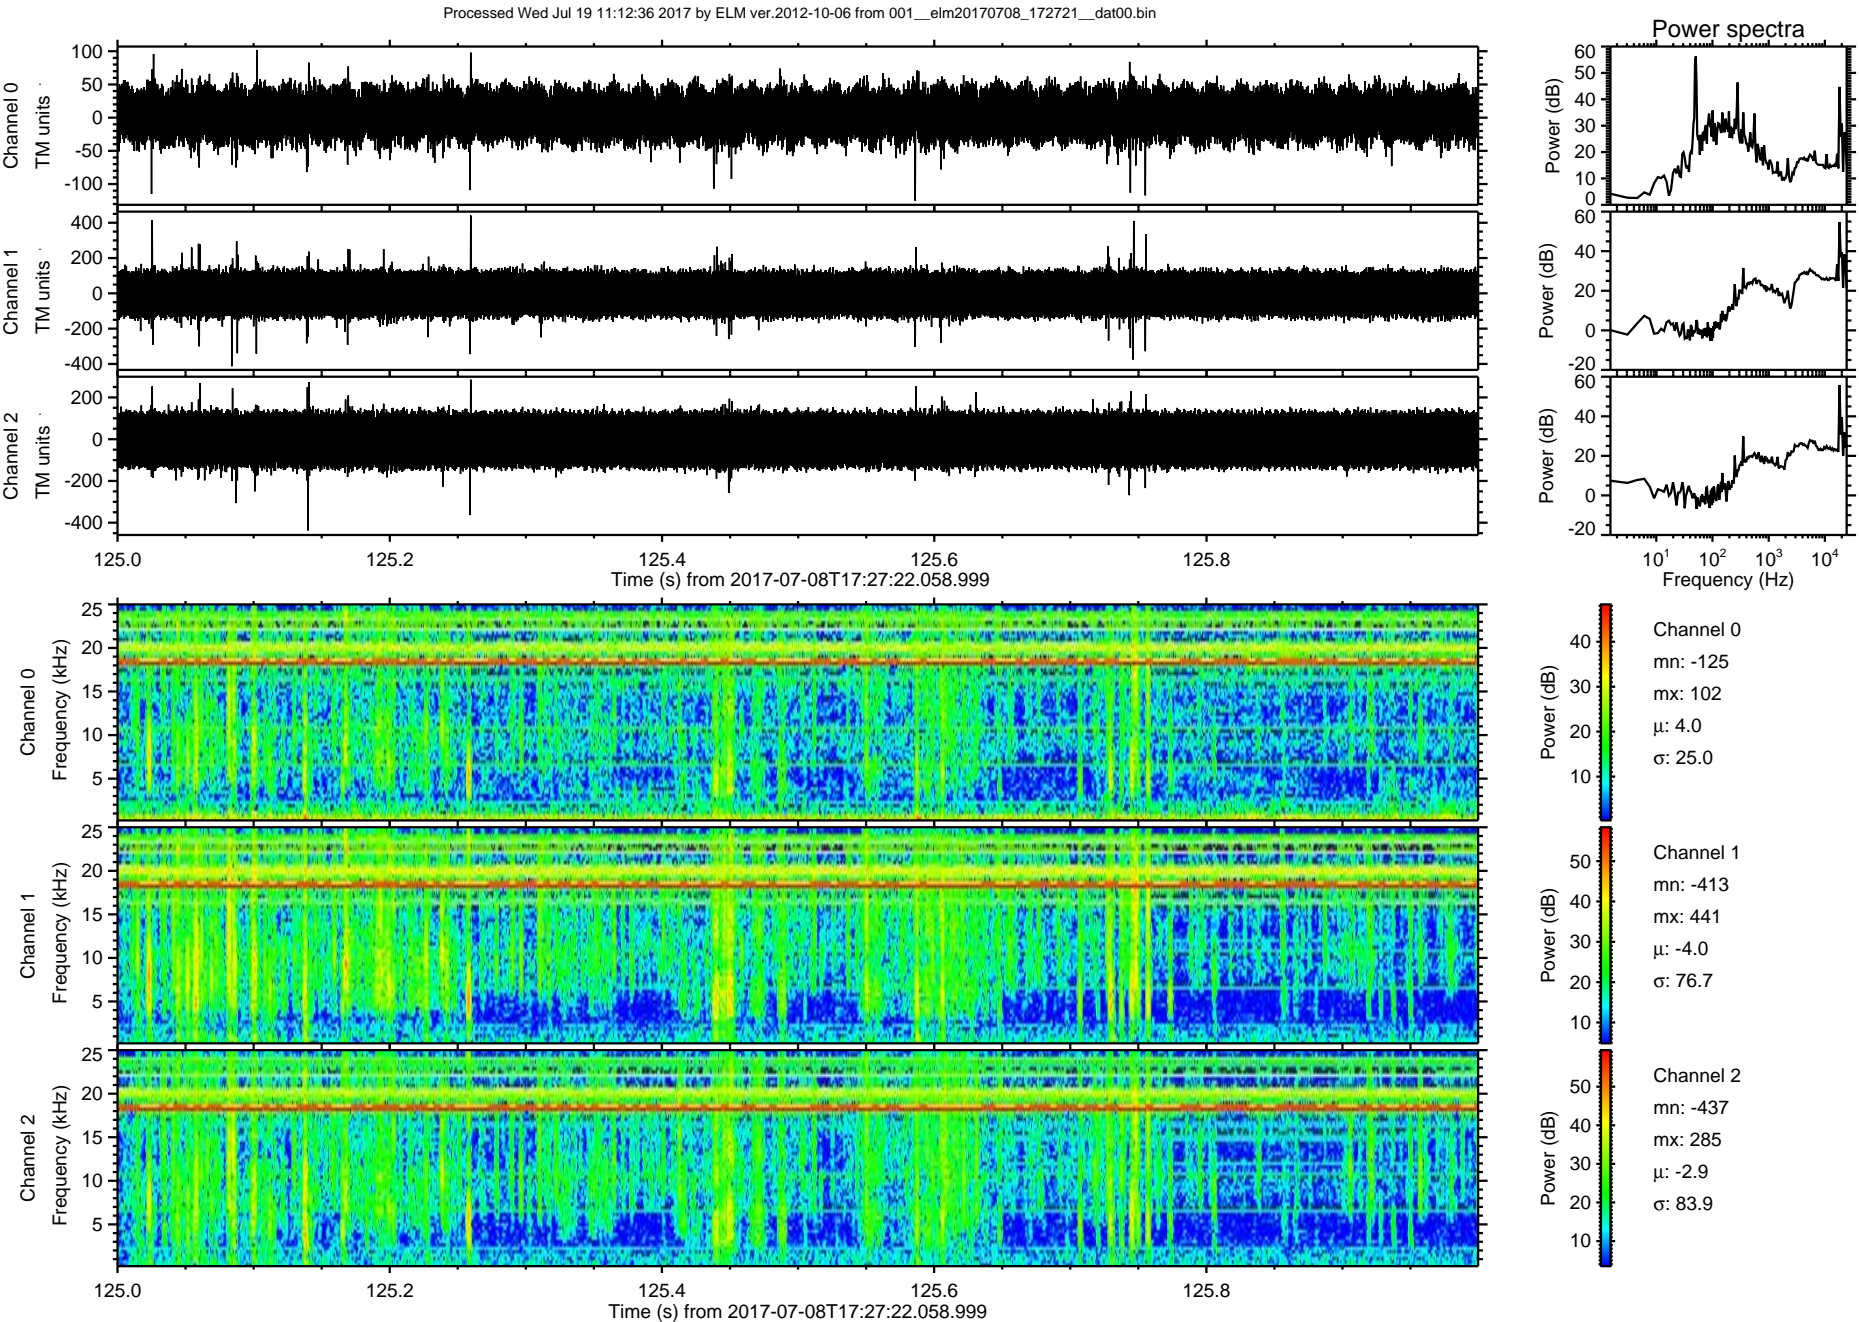 Processed Wed Jul 19 11:12:36 2017 by ELM ver.2012-10-06 from 001__elm20170708_172721__dat00.bin
Power spectra
Channel 0
TM units
100
50
0
-50
-100
Power (dB)
60
50
40
30
20
10
0
Channel 1
TM units
400
200
0
-200
-400
Power (dB)
60
40
20
0
-20
Channel 2
TM units
200
0
-200
-400
Power (dB)
60
40
20
0
-20
125.0 125.2 125.4 125.6 125.8
Time (s) from 2017-07-08T17:27:22.058.999
10¹ 10² 10³ 10⁴
Frequency (Hz)
Channel 0
Frequency (kHz)
25
20
15
10
5
Power (dB)
40
30
20
10
Channel 0
mn: -125
mx: 102
μ: 4.0
σ: 25.0
Channel 1
Frequency (kHz)
25
20
15
10
5
Power (dB)
50
40
30
20
10
Channel 1
mn: -413
mx: 441
μ: -4.0
σ: 76.7
Channel 2
Frequency (kHz)
25
20
15
10
5
Power (dB)
50
40
30
20
10
Channel 2
mn: -437
mx: 285
μ: -2.9
σ: 83.9
125.0 125.2 125.4 125.6 125.8
Time (s) from 2017-07-08T17:27:22.058.999